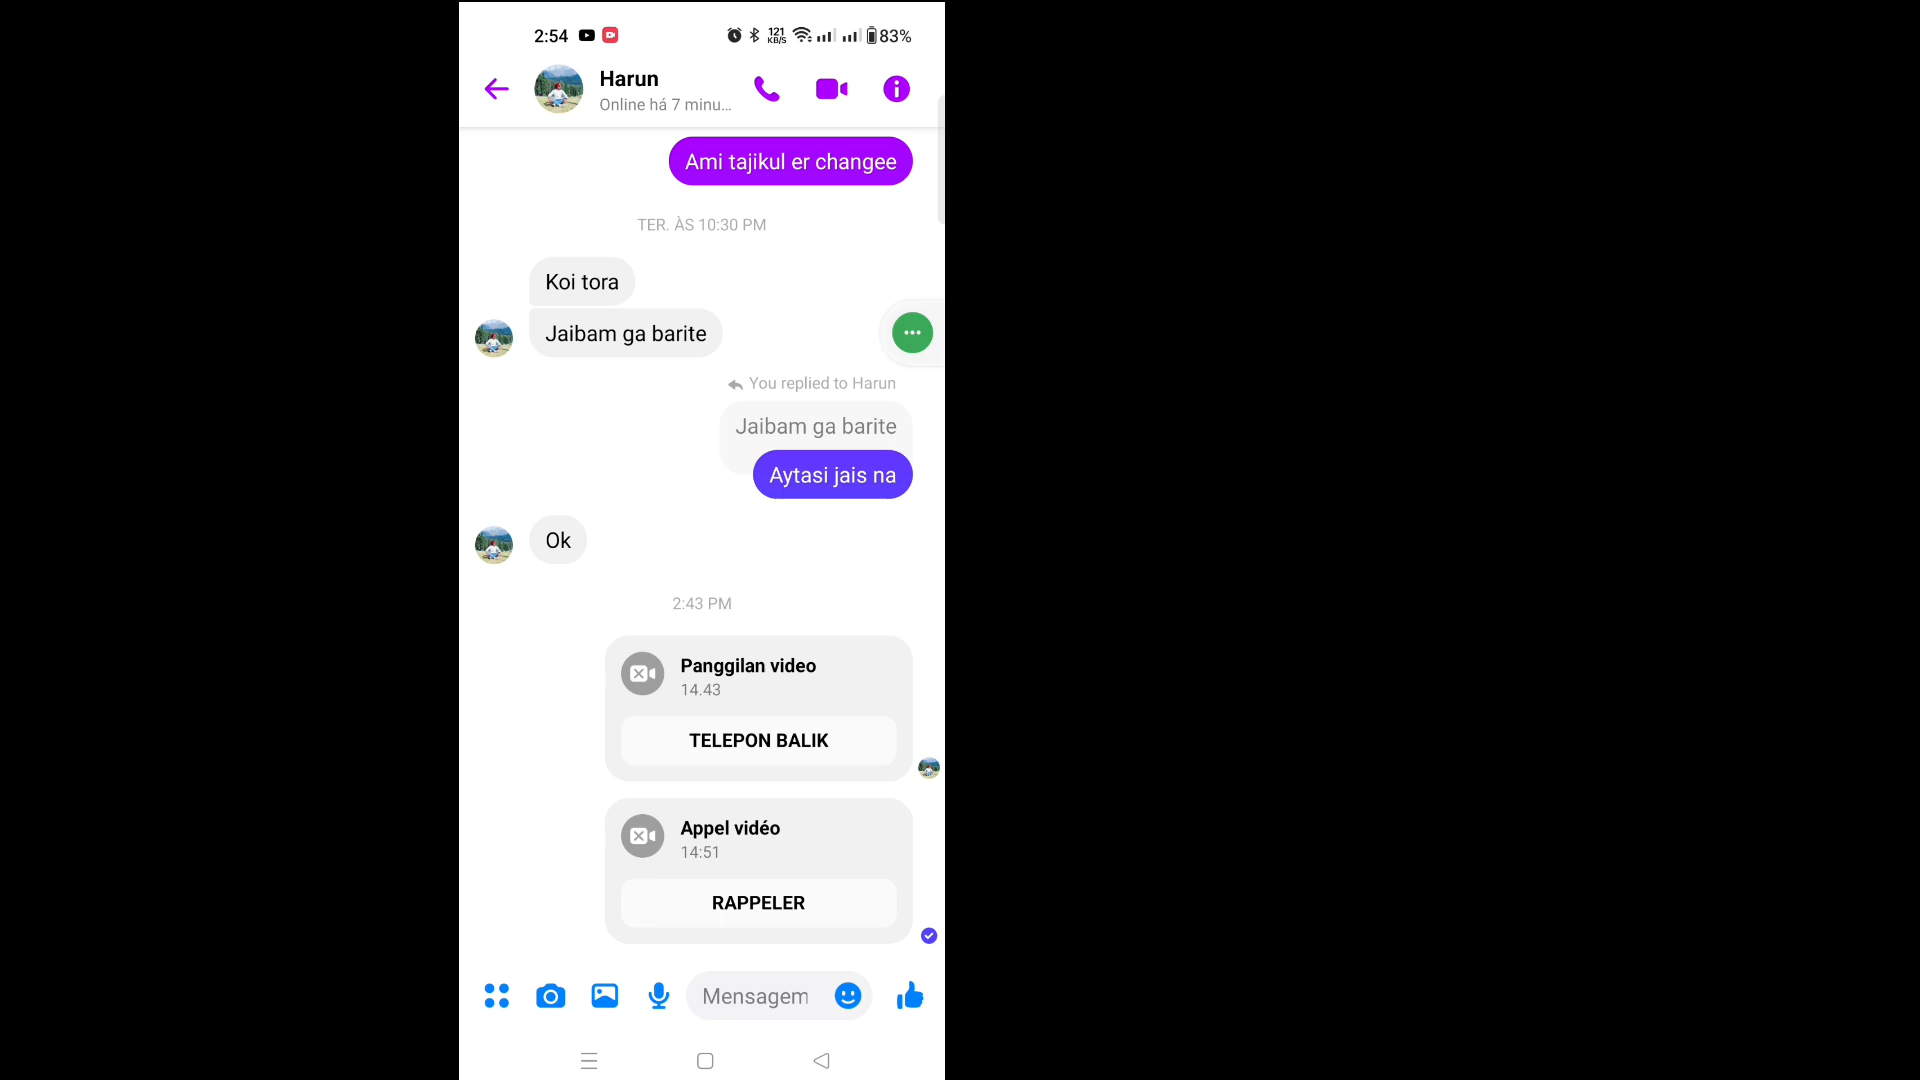 2:54
121
KB/S
83%
Harun
Online há 7 minu...
Ami tajikul er changee
TER. ÀS 10:30 PM
Koi tora
Jaibam ga barite
You replied to Harun
Jaibam ga barite
Aytasi jais na
Ok
2:43 PM
Panggilan video
14.43
TELEPON BALIK
Appel vidéo
14:51
RAPPELER
Mensagem